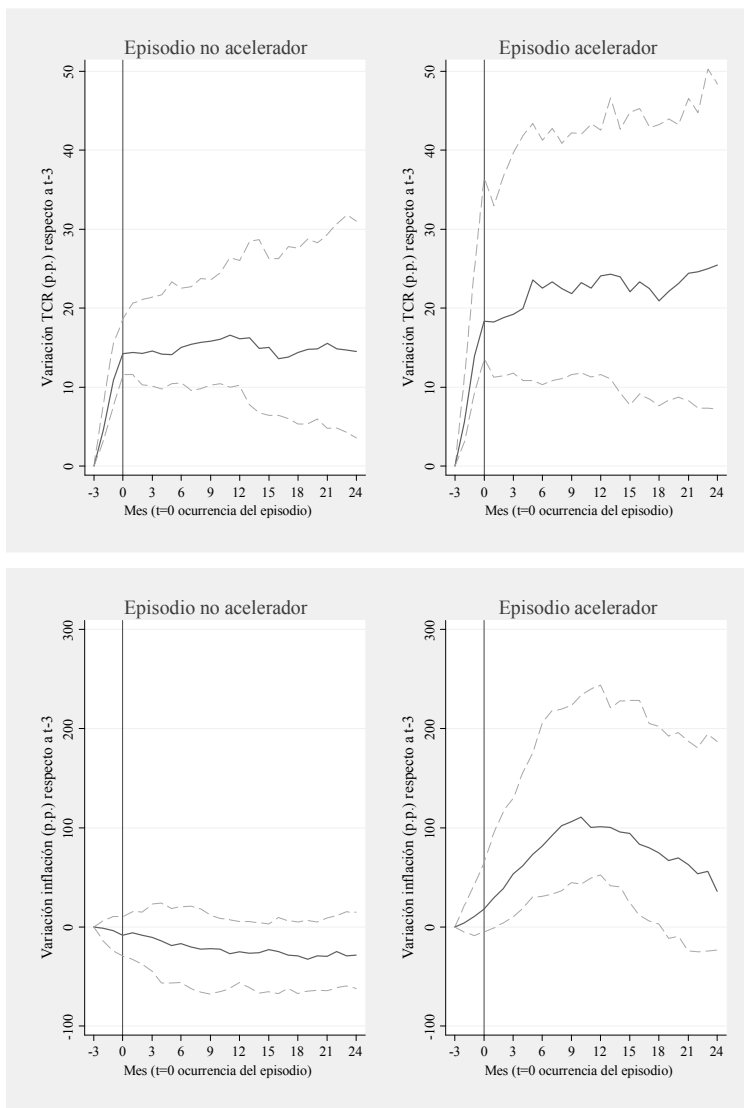 Episodio no acelerador
Episodio acelerador
Variación TCR (p.p.) respecto a t-3
50
40
30
20
10
0
-3 0 3 6 9 12 15 18 21 24
Mes (t=0 ocurrencia del episodio)
Variación TCR (p.p.) respecto a t-3
50
40
30
20
10
0
-3 0 3 6 9 12 15 18 21 24
Mes (t=0 ocurrencia del episodio)
Episodio no acelerador
Episodio acelerador
Variación inflación (p.p.) respecto a t-3
300
200
100
0
-100
-3 0 3 6 9 12 15 18 21 24
Mes (t=0 ocurrencia del episodio)
Variación inflación (p.p.) respecto a t-3
300
200
100
0
-100
-3 0 3 6 9 12 15 18 21 24
Mes (t=0 ocurrencia del episodio)